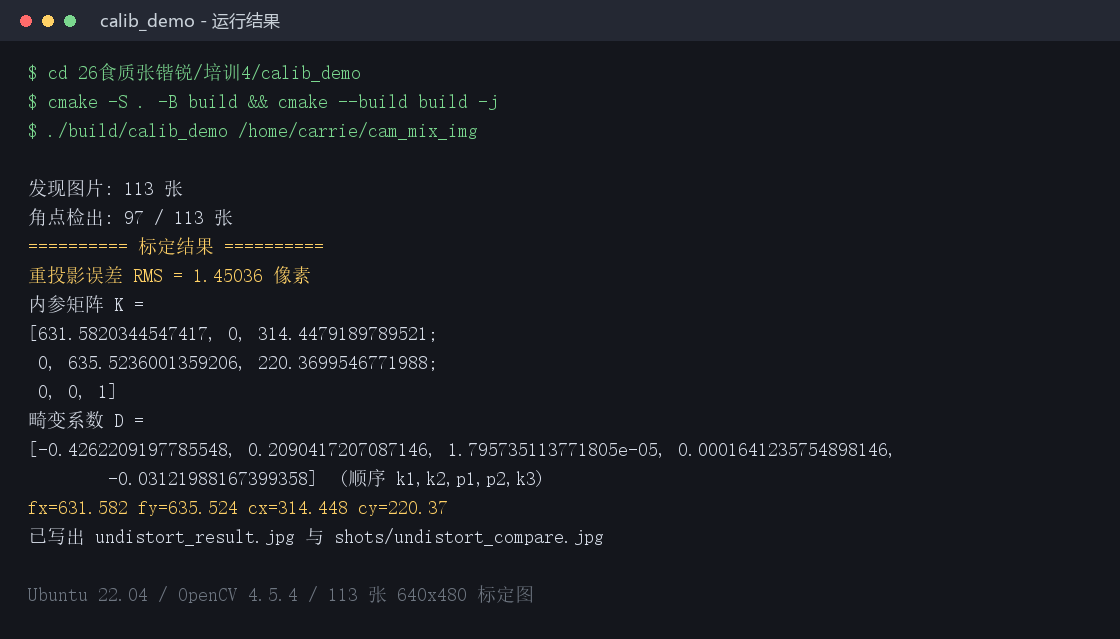 calib_demo - 运行结果
$ cd 26食质张锴锐/培训4/calib_demo
$ cmake -S . -B build && cmake --build build -j
$ ./build/calib_demo /home/carrie/cam_mix_img
发现图片: 113 张
角点检出: 97 / 113 张
========== 标定结果 ==========
重投影误差 RMS = 1.45036 像素
内参矩阵 K =
[631.5820344547417, 0, 314.4479189789521;
 0, 635.5236001359206, 220.3699546771988;
 0, 0, 1]
畸变系数 D =
[-0.4262209197785548, 0.2090417207087146, 1.795735113771805e-05, 0.0001641235754898146,
        -0.03121988167399358] (顺序 k1,k2,p1,p2,k3)
fx=631.582 fy=635.524 cx=314.448 cy=220.37
已写出 undistort_result.jpg 与 shots/undistort_compare.jpg
Ubuntu 22.04 / OpenCV 4.5.4 / 113 张 640x480 标定图